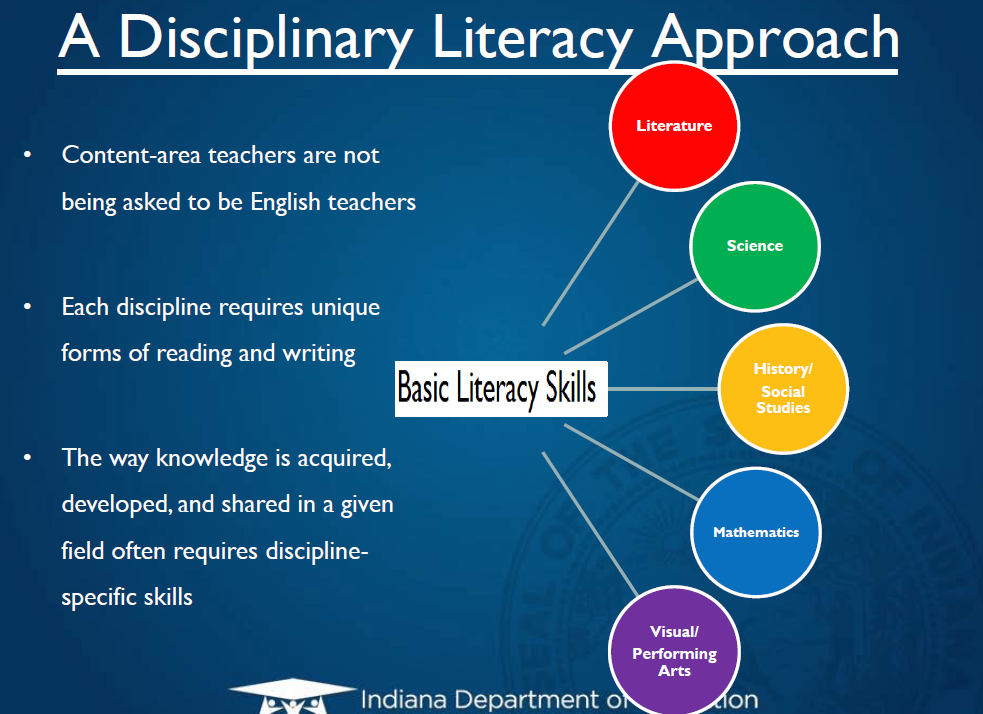 A Disciplinary Literacy Approach
• Content-area teachers are not
being asked to be English teachers
• Each discipline requires unique
forms of reading and writing
• The way knowledge is acquired,
developed, and shared in a given
field often requires discipline-
specific skills
Basic Literacy Skills
Literature
Science
History/
Social
Studies
Mathematics
Visual/
Performing
Arts
Indiana Department of